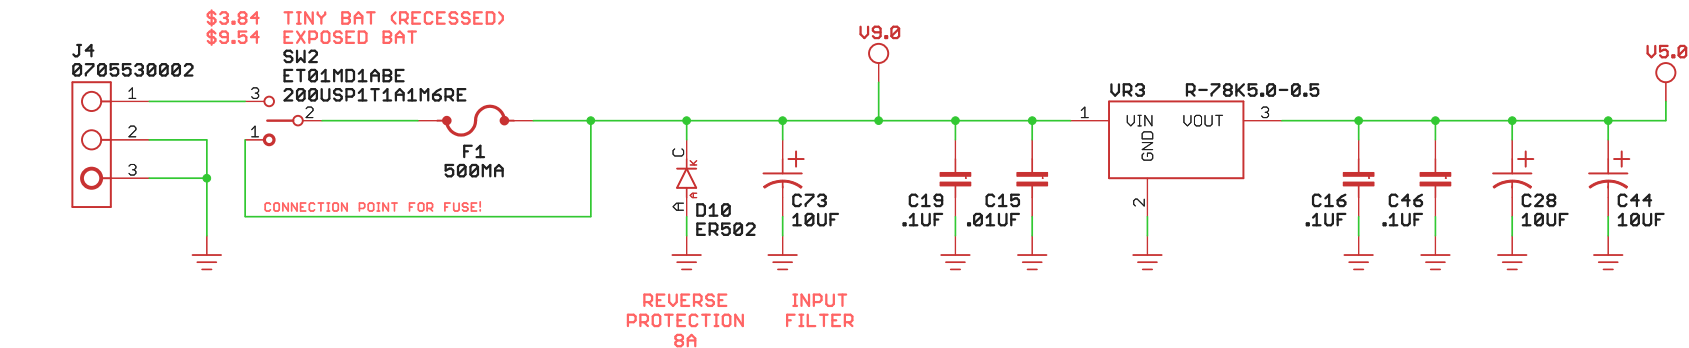 $3.84 TINY BAT (RECESSED)
$9.54 EXPOSED BAT
J4
0705530002
1
2
3
SW2
ET01MD1ABE
200USP1T1A1M6RE
3
2
1
F1
500MA
CONNECTION POINT FOR FUSE!
C
K
A
A
D10
ER502
REVERSE
PROTECTION
8A
+
C73
10UF
INPUT
FILTER
V9.0
C19
.1UF
C15
.01UF
VR3
R-78K5.0-0.5
1
VIN
GND
VOUT
3
2
C16
.1UF
C46
.1UF
+
C28
10UF
+
C44
10UF
V5.0